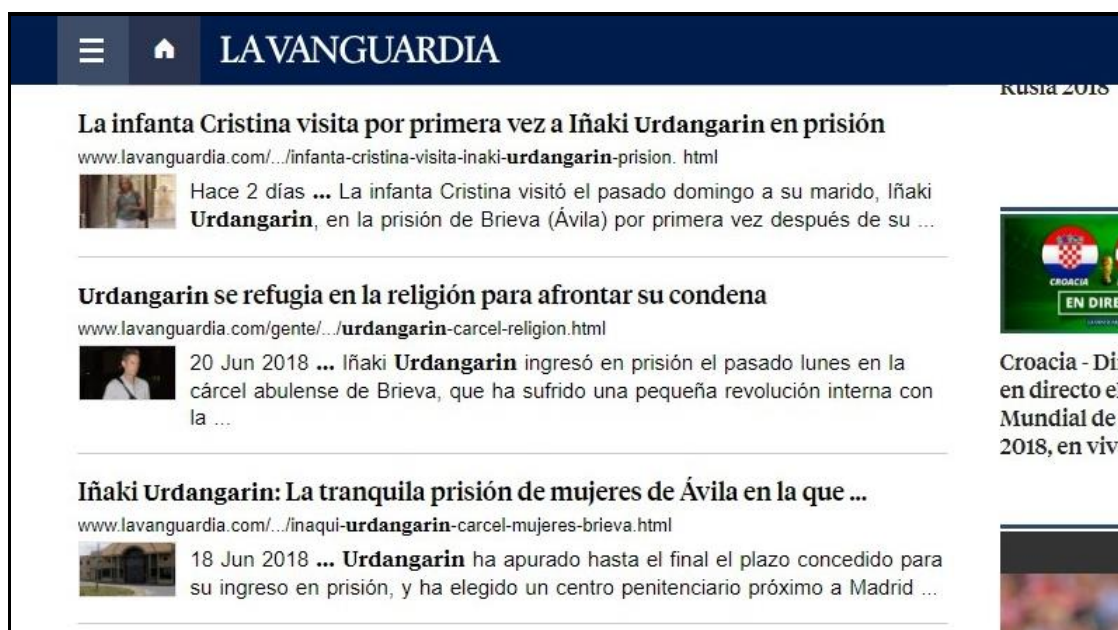 LA VANGUARDIA
La infanta Cristina visita por primera vez a Iñaki Urdangarin en prisión
www.lavanguardia.com/.../infanta-cristina-visita-inaki-urdangarin-prision. html
Hace 2 días ... La infanta Cristina visitó el pasado domingo a su marido, Iñaki
Urdangarin, en la prisión de Brieva (Ávila) por primera vez después de su ...
Urdangarin se refugia en la religión para afrontar su condena
www.lavanguardia.com/gente/.../urdangarin-carcel-religion.html
20 Jun 2018 ... Iñaki Urdangarin ingresó en prisión el pasado lunes en la
cárcel abulense de Brieva, que ha sufrido una pequeña revolución interna con
la ...
Iñaki Urdangarin: La tranquila prisión de mujeres de Ávila en la que ...
www.lavanguardia.com/.../inaqui-urdangarin-carcel-mujeres-brieva.html
18 Jun 2018 ... Urdangarin ha apurado hasta el final el plazo concedido para
su ingreso en prisión, y ha elegido un centro penitenciario próximo a Madrid ...
Rusia 2018
CROACIA
EN DIRE
Croacia - Di
en directo e
Mundial de
2018, en viv